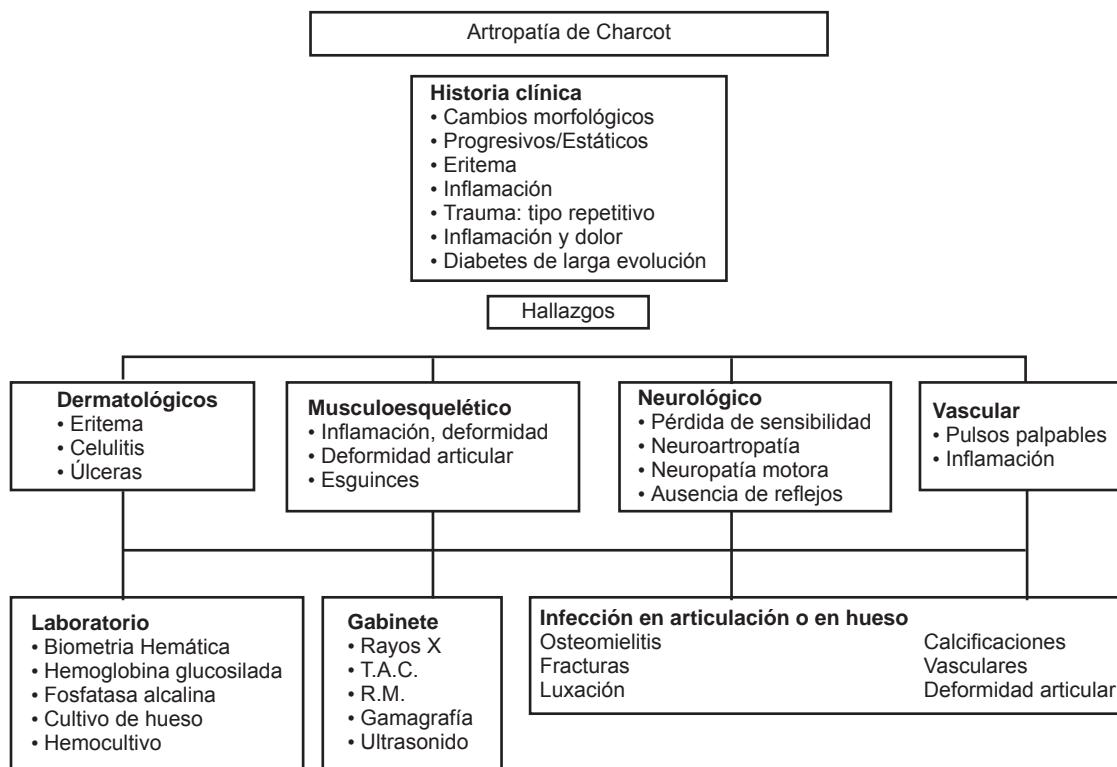 Artropatía de Charcot
Historia clínica
• Cambios morfológicos
• Progresivos/Estáticos
• Eritema
• Inflamación
• Trauma: tipo repetitivo
• Inflamación y dolor
• Diabetes de larga evolución
Hallazgos
Dermatológicos
• Eritema
• Celulitis
• Úlceras
Musculoesquelético
• Inflamación, deformidad
• Deformidad articular
• Esguinces
Neurológico
• Pérdida de sensibilidad
• Neuroartropatía
• Neuropatía motora
• Ausencia de reflejos
Vascular
• Pulsos palpables
• Inflamación
Laboratorio
• Biometria Hemática
• Hemoglobina glucosilada
• Fosfatasa alcalina
• Cultivo de hueso
• Hemocultivo
Gabinete
• Rayos X
• T.A.C.
• R.M.
• Gamagrafía
• Ultrasonido
Infección en articulación o en hueso
Osteomielitis
Fracturas
Luxación
Calcificaciones
Vasculares
Deformidad articular